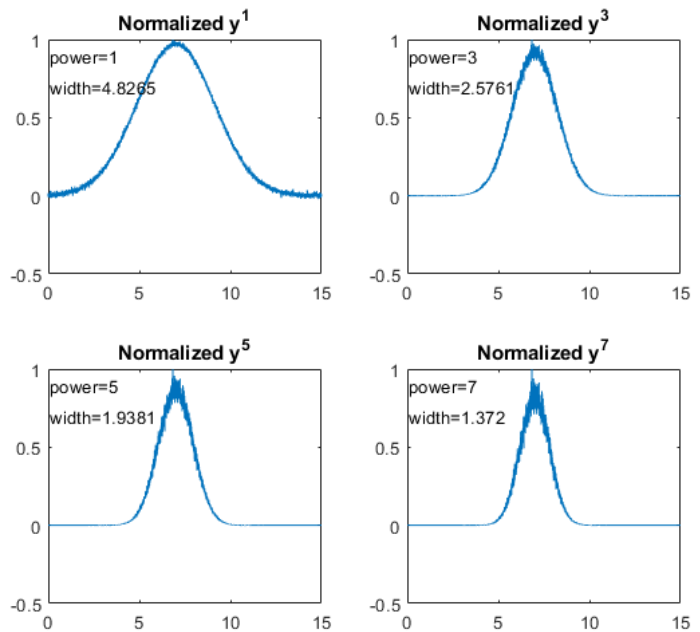 Normalized y^1
1
power=1
width=4.8265
0.5
0
-0.5
0 5 10 15
Normalized y^3
1
power=3
width=2.5761
0.5
0
-0.5
0 5 10 15
Normalized y^5
1
power=5
width=1.9381
0.5
0
-0.5
0 5 10 15
Normalized y^7
1
power=7
width=1.372
0.5
0
-0.5
0 5 10 15